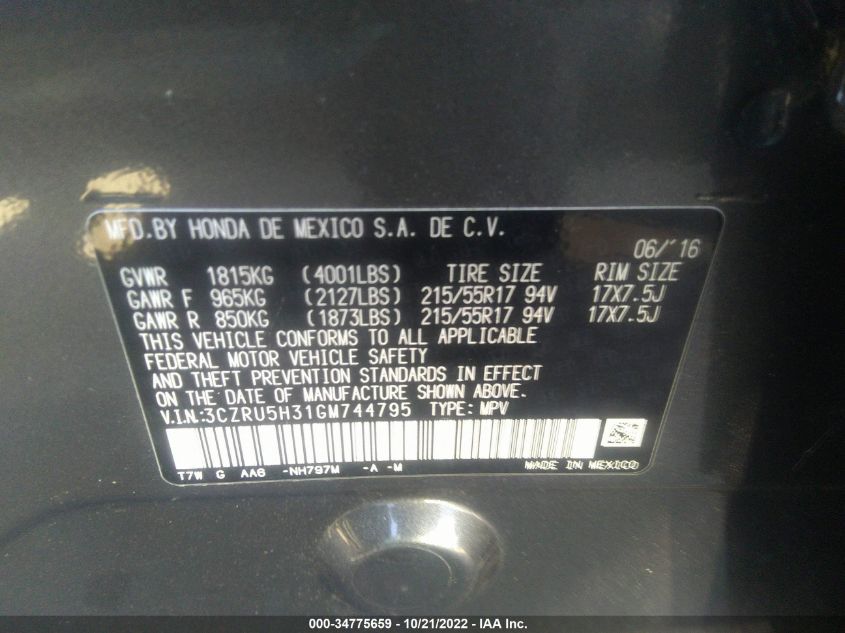 MFD.BY HONDA DE MEXICO S.A. DE C.V.
06/'16
GVWR 1815KG (4001LBS) TIRE SIZE RIM SIZE
GAWR F 965KG (2127LBS) 215/55R17 94V 17X7.5J
GAWR R 850KG (1873LBS) 215/55R17 94V 17X7.5J
THIS VEHICLE CONFORMS TO ALL APPLICABLE
FEDERAL MOTOR VEHICLE SAFETY
AND THEFT PREVENTION STANDARDS IN EFFECT
ON THE DATE OF MANUFACTURE SHOWN ABOVE.
V.I.N:3CZRU5H31GM744795 TYPE:MPV
T7W G AA6 -NH797M -A -M MADE IN MEXICO
000-34775659 - 10/21/2022 - IAA Inc.